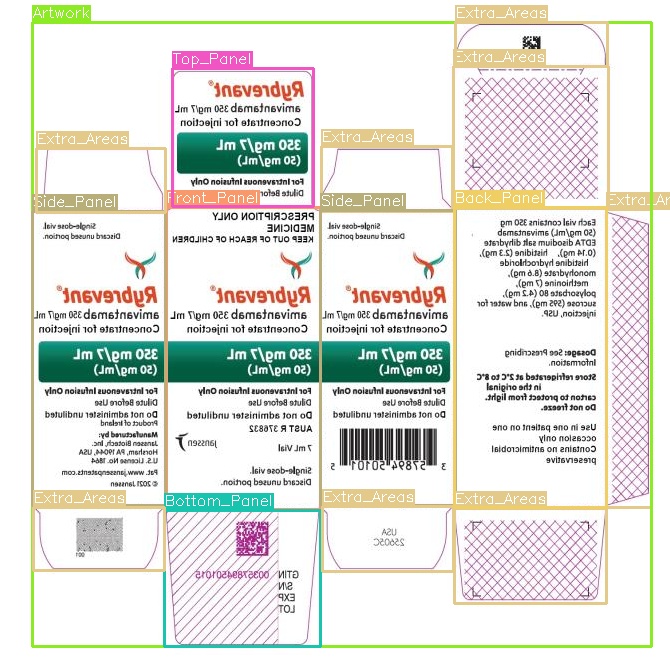 Artwork
Extra_Areas
Extra_Areas
Top_Panel
Rybrevant®
amivantamab 350 mg/7 mL
Concentrate for injection
350 mg/7 mL
(50 mg/mL)
For Intravenous Infusion Only
Dilute Before Use
Extra_Areas
Extra_Areas
Side_Panel
Single-dose vial.
Discard unused portion.
Rybrevant®
amivantamab 350 mg/7 mL
Concentrate for injection
350 mg/7 mL
(50 mg/mL)
For Intravenous Infusion Only
Dilute Before Use
Do not administer undiluted
Product of Ireland
Manufactured by:
Janssen Biotech, Inc.
Horsham, PA 19044, USA
U.S. License No. 1864
Pat. www.janssenpatents.com
© 2021 Janssen
Front_Panel
PRESCRIPTION ONLY
MEDICINE
KEEP OUT OF REACH OF CHILDREN
Rybrevant®
amivantamab 350 mg/7 mL
Concentrate for injection
350 mg/7 mL
(50 mg/mL)
For Intravenous Infusion Only
Dilute Before Use
Do not administer undiluted
AUST R 376832
7 mL Vial
janssen
Single-dose vial.
Discard unused portion.
Side_Panel
Single-dose vial.
Discard unused portion.
Rybrevant®
amivantamab 350 mg/7 mL
Concentrate for injection
350 mg/7 mL
(50 mg/mL)
For Intravenous Infusion Only
Dilute Before Use
Do not administer undiluted
3 57894 50101
Back_Panel
Each vial contains 350 mg
(50 mg/mL) amivantamab
EDTA disodium salt dihydrate
(0.14 mg), histidine (2.3 mg),
histidine hydrochloride
monohydrate (8.6 mg),
methionine (7 mg),
polysorbate 80 (4.2 mg),
sucrose (595 mg), and water for
injection, USP.
Dosage: See Prescribing
Information.
Store refrigerated at 2°C to 8°C
in the original
carton to protect from light.
Do not freeze.
Use in one patient on one
occasion only
Contains no antimicrobial
preservative
Extra_Ar
Extra_Areas
001
Bottom_Panel
00357894501015
GTIN
S/N
EXP
LOT
Extra_Areas
USA
25605C
Extra_Areas